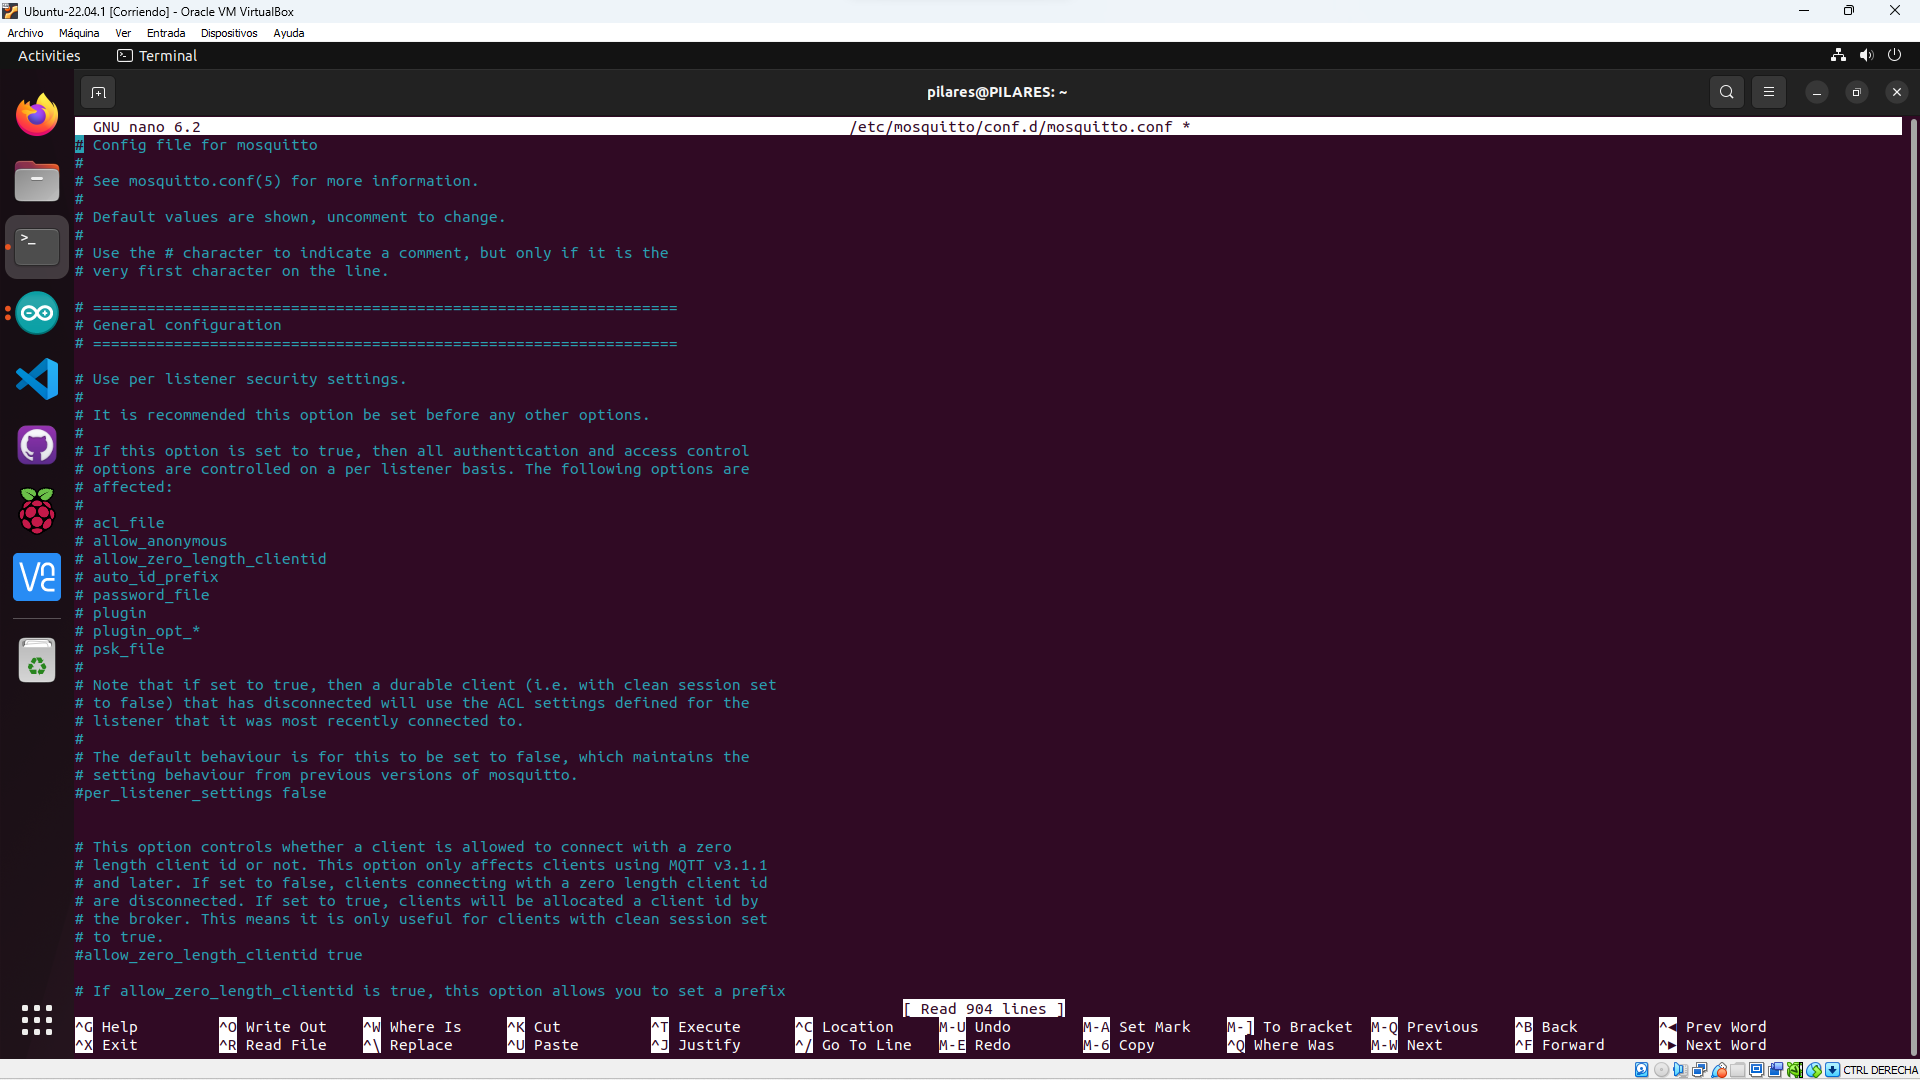 Ubuntu-22.04.1 [Corriendo] - Oracle VM VirtualBox
Archivo Máquina Ver Entrada Dispositivos Ayuda
Activities Terminal
pilares@PILARES: ~
GNU nano 6.2 /etc/mosquitto/conf.d/mosquitto.conf *
# Config file for mosquitto
#
# See mosquitto.conf(5) for more information.
#
# Default values are shown, uncomment to change.
#
# Use the # character to indicate a comment, but only if it is the
# very first character on the line.
# =================================================================
# General configuration
# =================================================================
# Use per listener security settings.
#
# It is recommended this option be set before any other options.
#
# If this option is set to true, then all authentication and access control
# options are controlled on a per listener basis. The following options are
# affected:
#
# acl_file
# allow_anonymous
# allow_zero_length_clientid
# auto_id_prefix
# password_file
# plugin
# plugin_opt_*
# psk_file
#
# Note that if set to true, then a durable client (i.e. with clean session set
# to false) that has disconnected will use the ACL settings defined for the
# listener that it was most recently connected to.
#
# The default behaviour is for this to be set to false, which maintains the
# setting behaviour from previous versions of mosquitto.
#per_listener_settings false
# This option controls whether a client is allowed to connect with a zero
# length client id or not. This option only affects clients using MQTT v3.1.1
# and later. If set to false, clients connecting with a zero length client id
# are disconnected. If set to true, clients will be allocated a client id by
# the broker. This means it is only useful for clients with clean session set
# to true.
#allow_zero_length_clientid true
# If allow_zero_length_clientid is true, this option allows you to set a prefix
[ Read 904 lines ]
^G Help ^O Write Out ^W Where Is ^K Cut ^T Execute ^C Location M-U Undo M-A Set Mark M-] To Bracket M-Q Previous ^B Back ^◀ Prev Word
^X Exit ^R Read File ^\ Replace ^U Paste ^J Justify ^/ Go To Line M-E Redo M-6 Copy ^Q Where Was M-W Next ^F Forward ^▶ Next Word
CTRL DERECHA